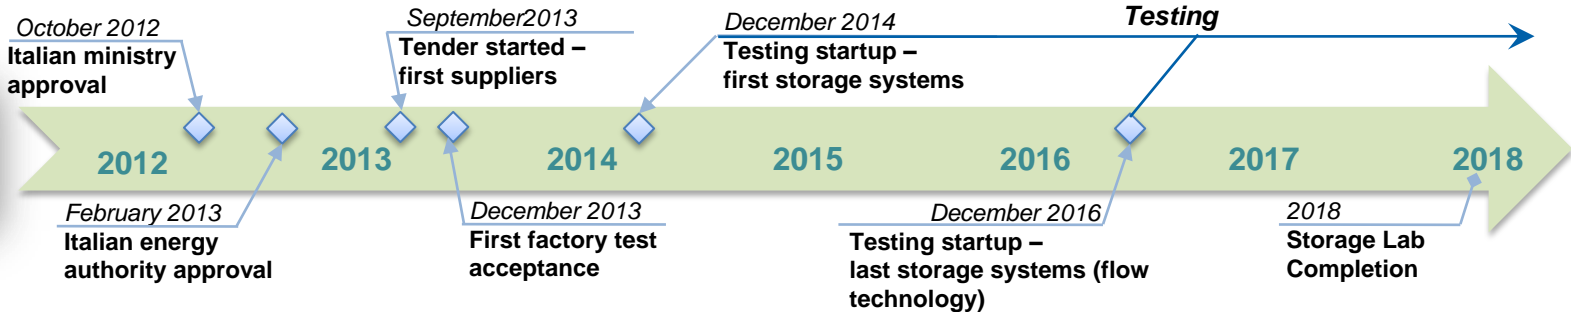 October 2012
Italian ministry
approval
September2013
Tender started –
first suppliers
December 2014
Testing startup –
first storage systems
Testing
2012
2013
2014
2015
2016
2017
2018
February 2013
Italian energy
authority approval
December 2013
First factory test
acceptance
December 2016
Testing startup –
last storage systems (flow
technology)
2018
Storage Lab
Completion